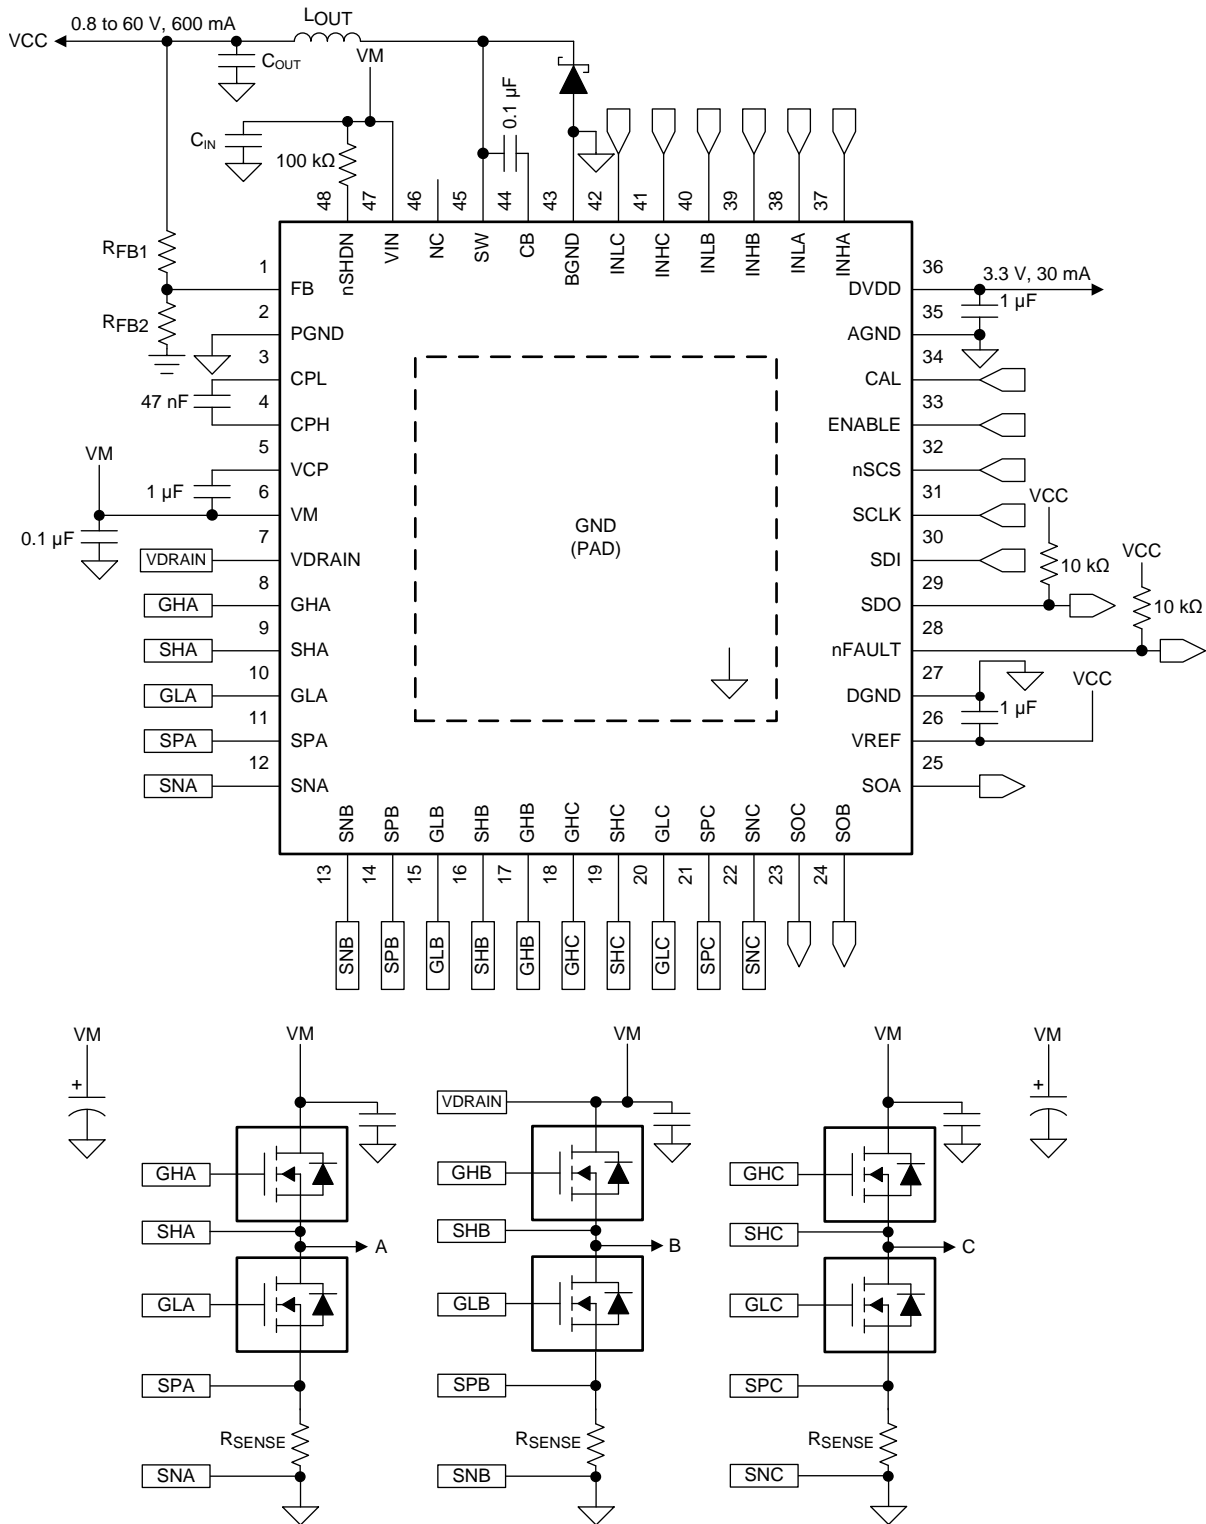 LOUT
0.8 to 60 V, 600 mA
VCC
COUT
VM
CIN
100 kΩ
0.1 µF
48
47
46
45
44
43
42
41
40
39
38
37
nSHDN
VIN
NC
SW
CB
BGND
INLC
INHC
INLB
INHB
INLA
INHA
RFB1
RFB2
1
FB
2
PGND
3
CPL
47 nF
4
CPH
5
VCP
VM
1 µF
6
VM
0.1 µF
7
VDRAIN
VDRAIN
8
GHA
GHA
9
SHA
SHA
10
GLA
GLA
11
SPA
SPA
12
SNA
SNA
GND
(PAD)
36
DVDD
3.3 V, 30 mA
1 µF
35
AGND
34
CAL
33
ENABLE
32
nSCS
31
SCLK
VCC
30
SDI
10 kΩ
VCC
29
SDO
10 kΩ
28
nFAULT
27
DGND
VCC
1 µF
26
VREF
25
SOA
SNB
SPB
GLB
SHB
GHB
GHC
SHC
GLC
SPC
SNC
SOC
SOB
13
14
15
16
17
18
19
20
21
22
23
24
SNB
SPB
GLB
SHB
GHB
GHC
SHC
GLC
SPC
SNC
VM
+
VM
GHA
SHA
A
GLA
SPA
RSENSE
SNA
VM
VDRAIN
GHB
SHB
B
GLB
SPB
RSENSE
SNB
VM
GHC
SHC
C
GLC
SPC
RSENSE
SNC
VM
+